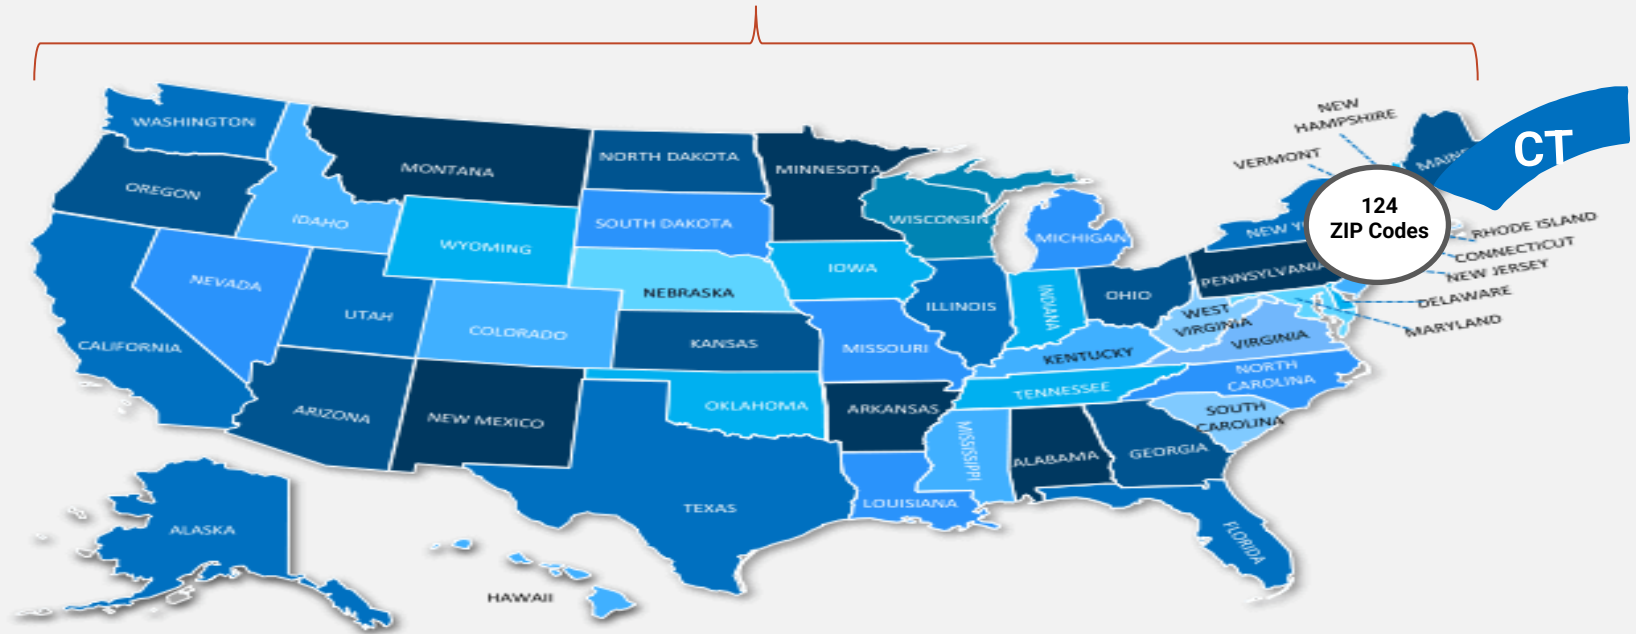 NEW
HAMPSHIRE
VERMONT
MAINE
CT
WASHINGTON
MONTANA
NORTH DAKOTA
MINNESOTA
OREGON
IDAHO
WYOMING
SOUTH DAKOTA
WISCONSIN
MICHIGAN
NEW Y
124
ZIP Codes
RHODE ISLAND
CONNECTICUT
NEW JERSEY
DELAWARE
MARYLAND
NEVADA
UTAH
COLORADO
NEBRASKA
IOWA
ILLINOIS
INDIANA
OHIO
PENNSYLVANIA
WEST
VIRGINIA
VIRGINIA
CALIFORNIA
KANSAS
MISSOURI
KENTUCKY
NORTH
CAROLINA
TENNESSEE
SOUTH
CAROLINA
ARIZONA
NEW MEXICO
OKLAHOMA
ARKANSAS
MISSISSIPPI
ALABAMA
GEORGIA
TEXAS
LOUISIANA
FLORIDA
ALASKA
HAWAII